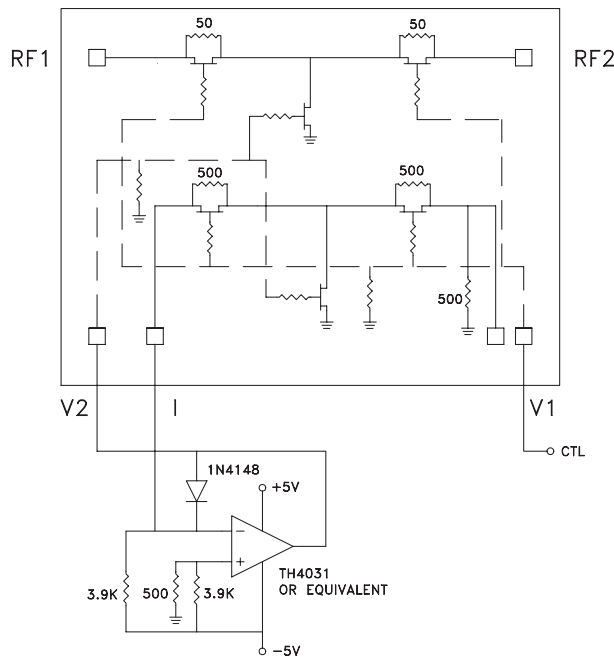 50
50
RF1
RF2
500
500
500
V2
I
V1
CTL
1N4148
+5V
−
+
TH4031
OR EQUIVALENT
3.9K
500
3.9K
−5V